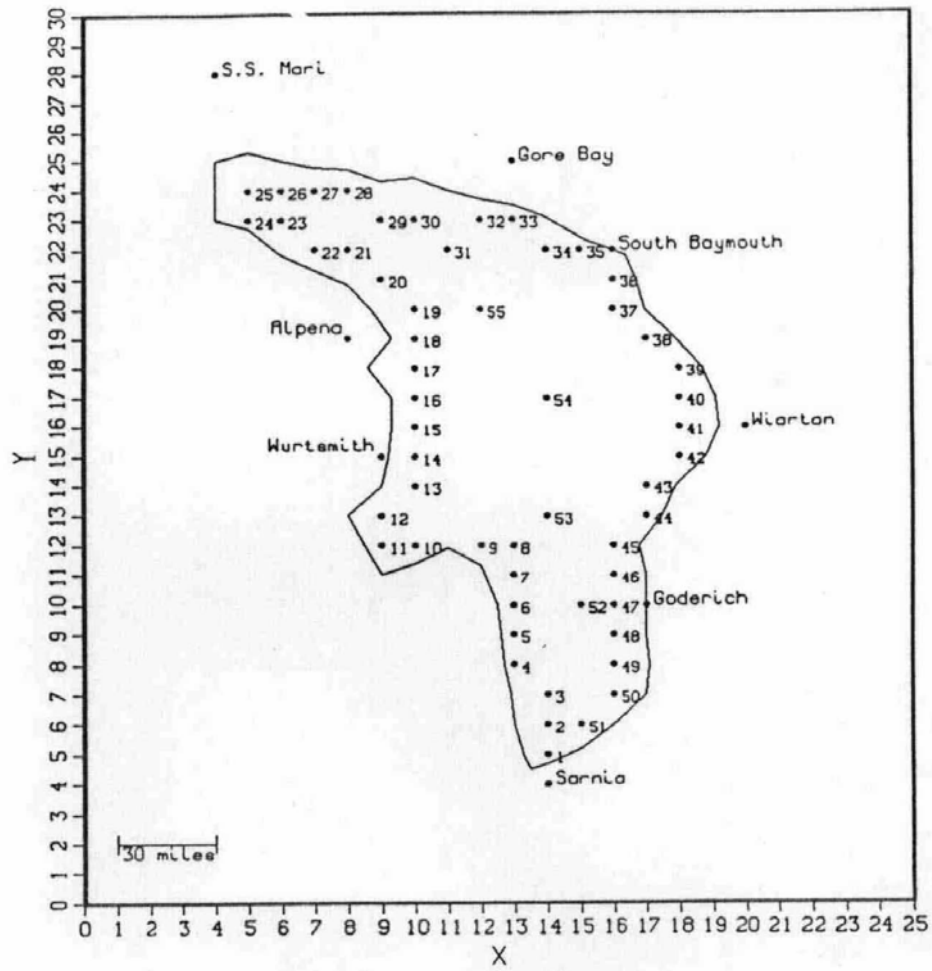 30
29
28 S.S. Mari
27
26
25 Gore Bay
24 25 26 27 28
23 24 23 29 30 32 33
22 22 21 31 34 35 South Baymouth
21 20 36
20 19 55 37
19 Alpena 18 38
18 17 39
17 16 54 40
16 15 41 Wiarton
15 Wurtsmith 14 42
14 13 43
13 12 53 44
12 11 10 9 8 45
11 7 46
10 6 52 47 Goderich
9 5 48
8 4 49
7 3 50
6 2 51
5 1
4 Sarnia
3
2 30 miles
1
0
Y
0 1 2 3 4 5 6 7 8 9 10 11 12 13 14 15 16 17 18 19 20 21 22 23 24 25
X